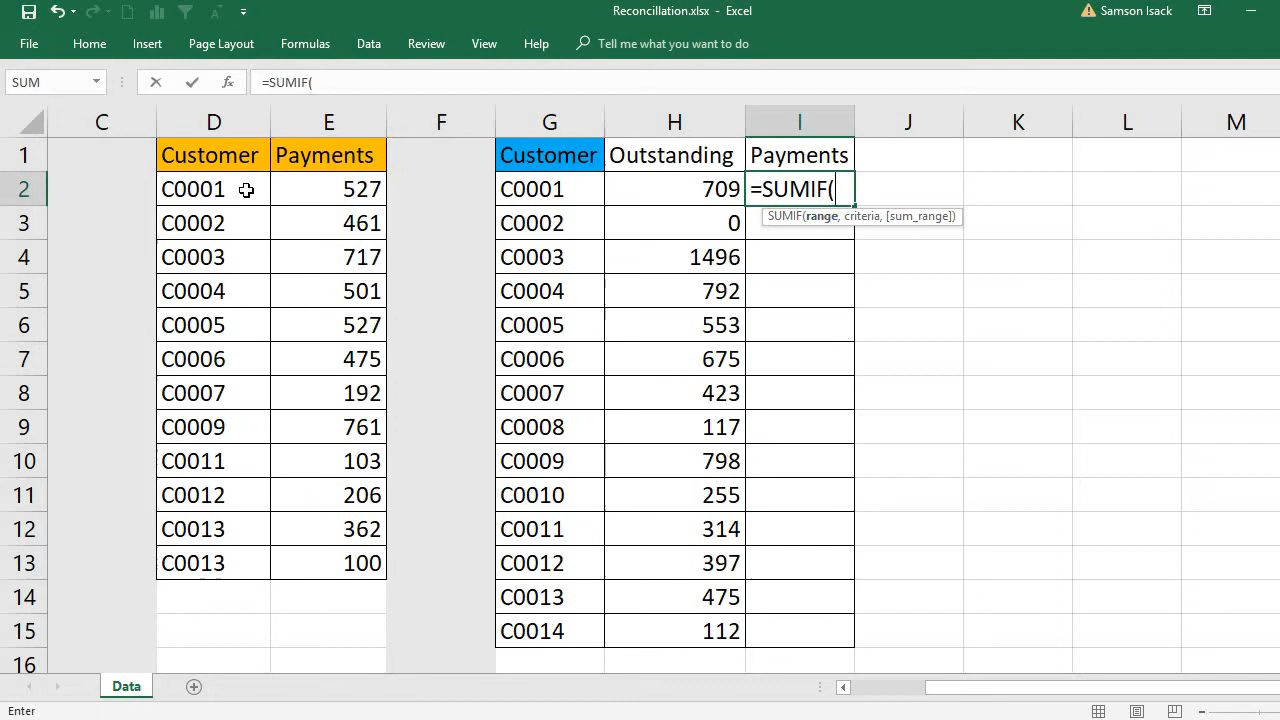 Reconcillation.xlsx - Excel
Samson Isack
File Home Insert Page Layout Formulas Data Review View Help Tell me what you want to do
SUM fx =SUMIF(
C D E F G H I J K L M
1 Customer Payments Customer Outstanding Payments
2 C0001 527 C0001 709 =SUMIF(
SUMIF(range, criteria, [sum_range])
3 C0002 461 C0002 0
4 C0003 717 C0003 1496
5 C0004 501 C0004 792
6 C0005 527 C0005 553
7 C0006 475 C0006 675
8 C0007 192 C0007 423
9 C0009 761 C0008 117
10 C0011 103 C0009 798
11 C0012 206 C0010 255
12 C0013 362 C0011 314
13 C0013 100 C0012 397
14 C0013 475
15 C0014 112
16
Data
Enter